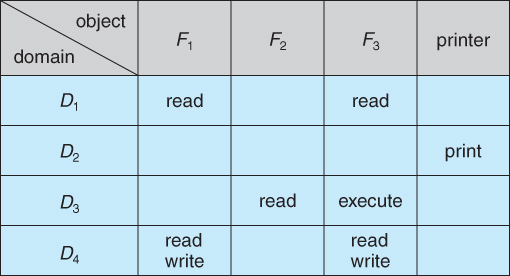 object
domain
F1 F2 F3 printer
D1 read read
D2 print
D3 read execute
D4 read write read write